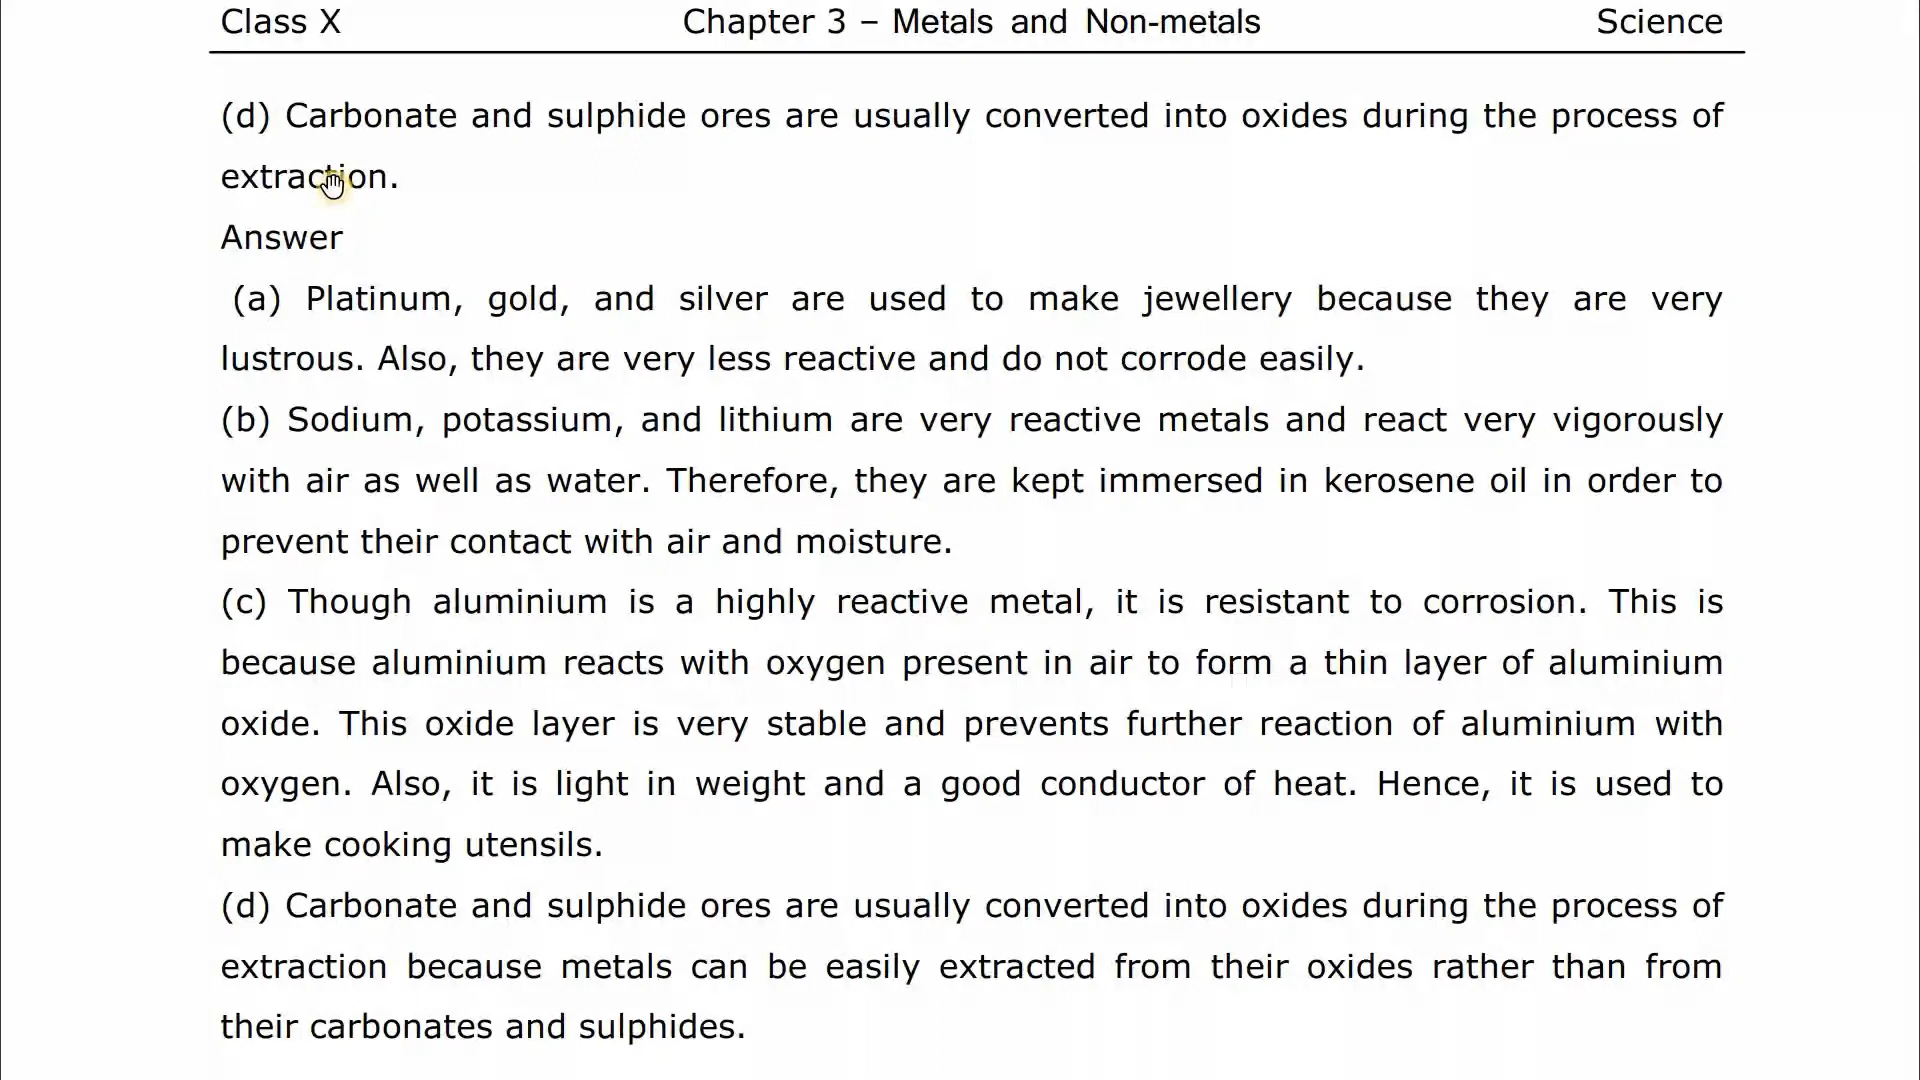 Class X Chapter 3 – Metals and Non-metals Science
(d) Carbonate and sulphide ores are usually converted into oxides during the process of
extraction.
Answer
(a) Platinum, gold, and silver are used to make jewellery because they are very
lustrous. Also, they are very less reactive and do not corrode easily.
(b) Sodium, potassium, and lithium are very reactive metals and react very vigorously
with air as well as water. Therefore, they are kept immersed in kerosene oil in order to
prevent their contact with air and moisture.
(c) Though aluminium is a highly reactive metal, it is resistant to corrosion. This is
because aluminium reacts with oxygen present in air to form a thin layer of aluminium
oxide. This oxide layer is very stable and prevents further reaction of aluminium with
oxygen. Also, it is light in weight and a good conductor of heat. Hence, it is used to
make cooking utensils.
(d) Carbonate and sulphide ores are usually converted into oxides during the process of
extraction because metals can be easily extracted from their oxides rather than from
their carbonates and sulphides.